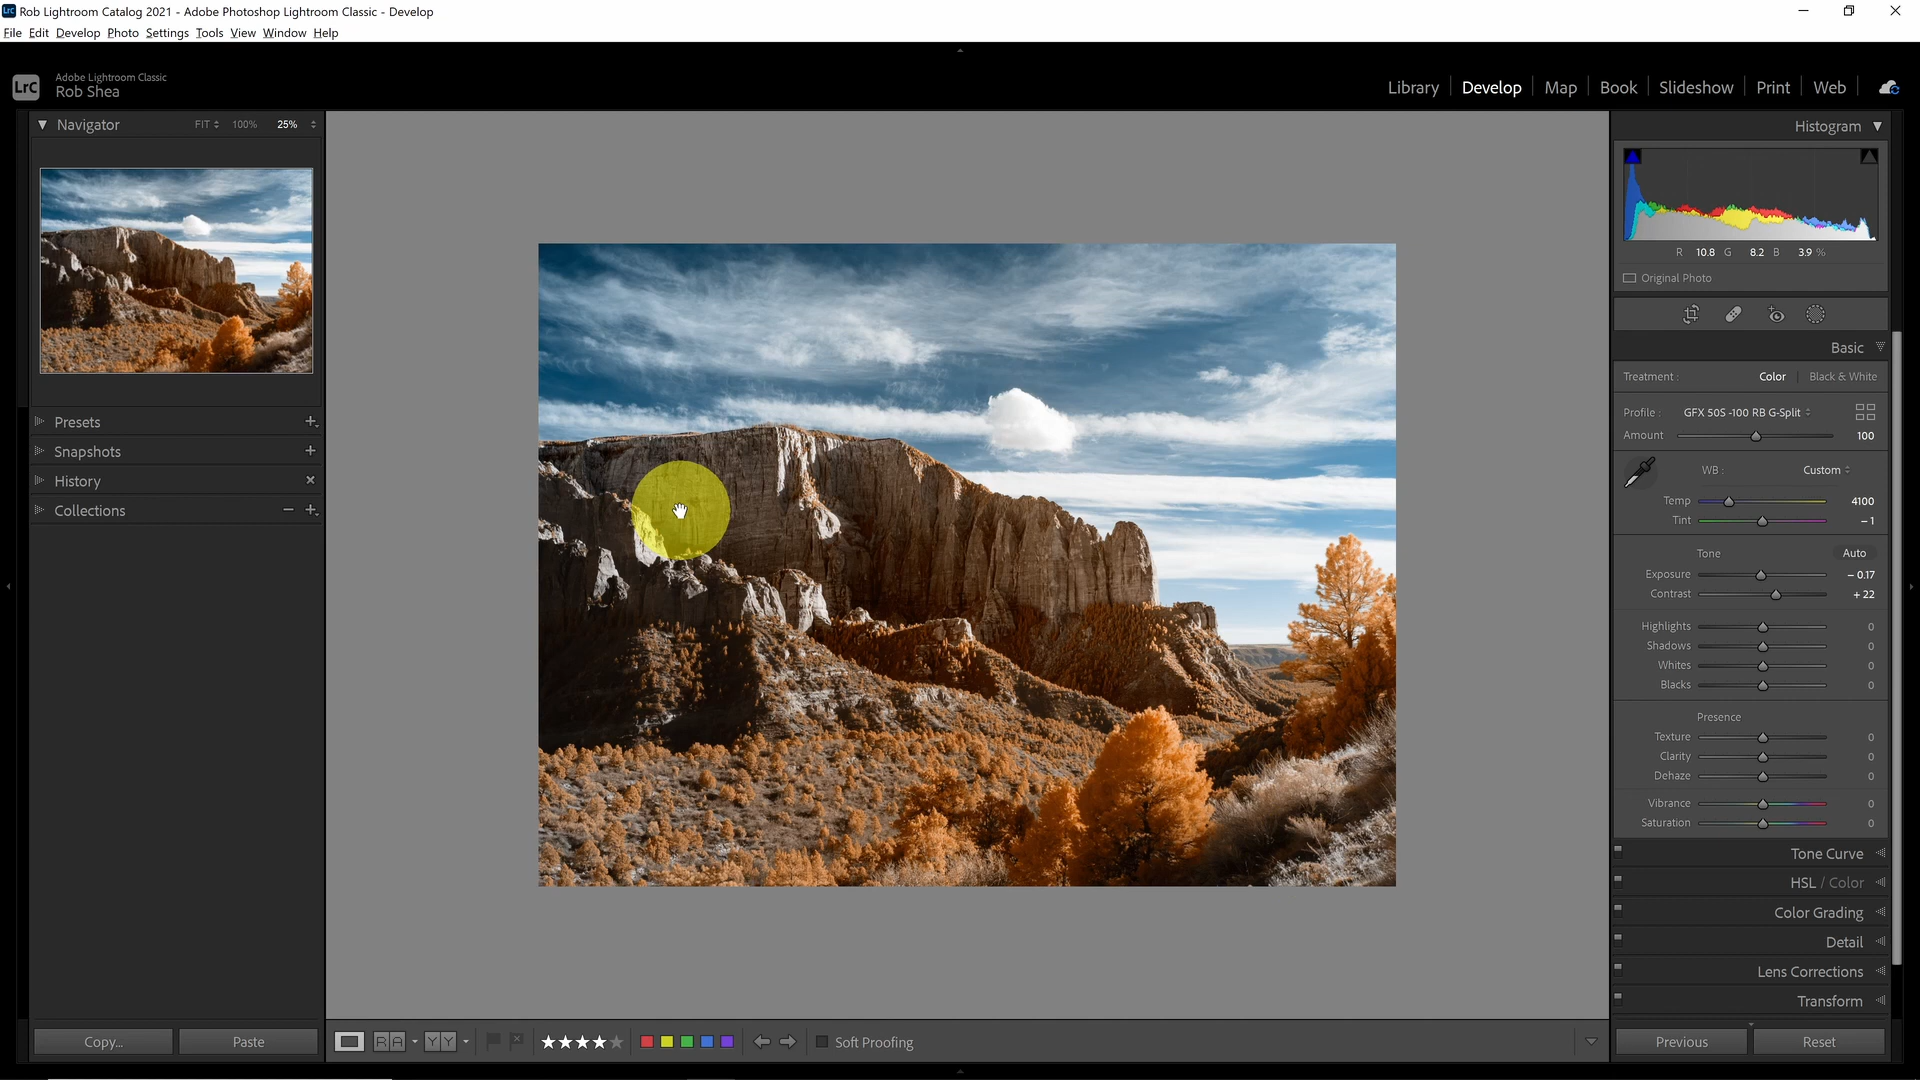 Rob Lightroom Catalog 2021 - Adobe Photoshop Lightroom Classic - Develop
File Edit Develop Photo Settings Tools View Window Help
LrC
Adobe Lightroom Classic
Rob Shea
Library Develop Map Book Slideshow Print Web
Navigator FIT 100% 25%
Presets
Snapshots
History
Collections
Copy... Paste
R A Y Y Soft Proofing
Histogram
R 10.8 G 8.2 B 3.9 %
Original Photo
Basic
Treatment : Color Black & White
Profile : GFX 50S -100 RB G-Split
Amount 100
WB : Custom
Temp 4100
Tint – 1
Tone Auto
Exposure – 0.17
Contrast + 22
Highlights 0
Shadows 0
Whites 0
Blacks 0
Presence
Texture 0
Clarity 0
Dehaze 0
Vibrance 0
Saturation 0
Tone Curve
HSL / Color
Color Grading
Detail
Lens Corrections
Transform
Previous Reset